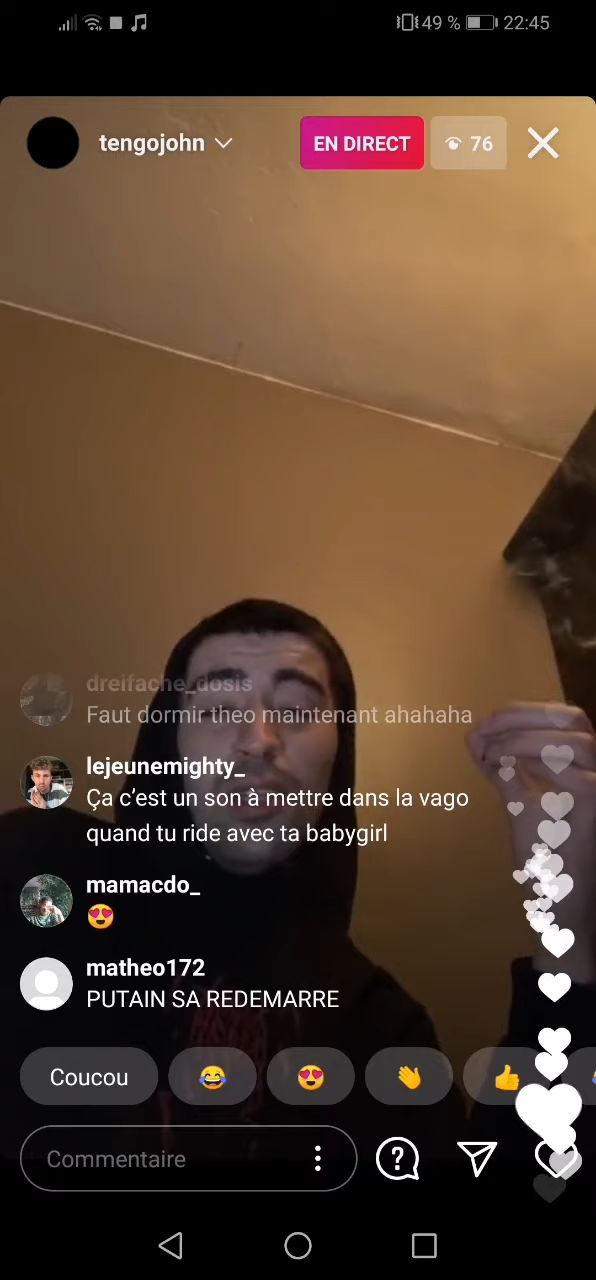 49 % 22:45
tengojohn EN DIRECT 76
dreifache_dosis
Faut dormir theo maintenant ahahaha
lejeunemighty_
Ça c’est un son à mettre dans la vago
quand tu ride avec ta babygirl
mamacdo_
😍
matheo172
PUTAIN SA REDEMARRE
Coucou 😂 😍 👋 👍
Commentaire